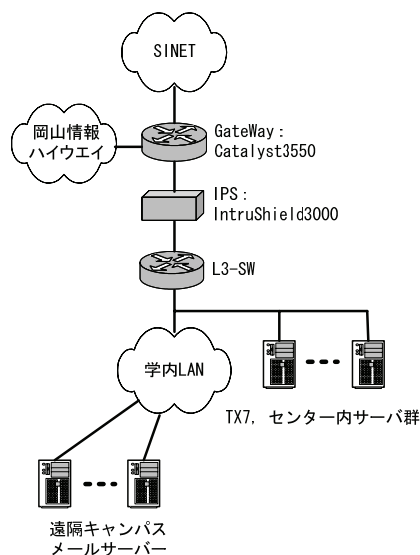 SINET
岡山情報
ハイウエイ
GateWay：
Catalyst3550
IPS：
IntruShield3000
L3-SW
学内LAN
TX7, センター内サーバ群
遠隔キャンパス
メールサーバー